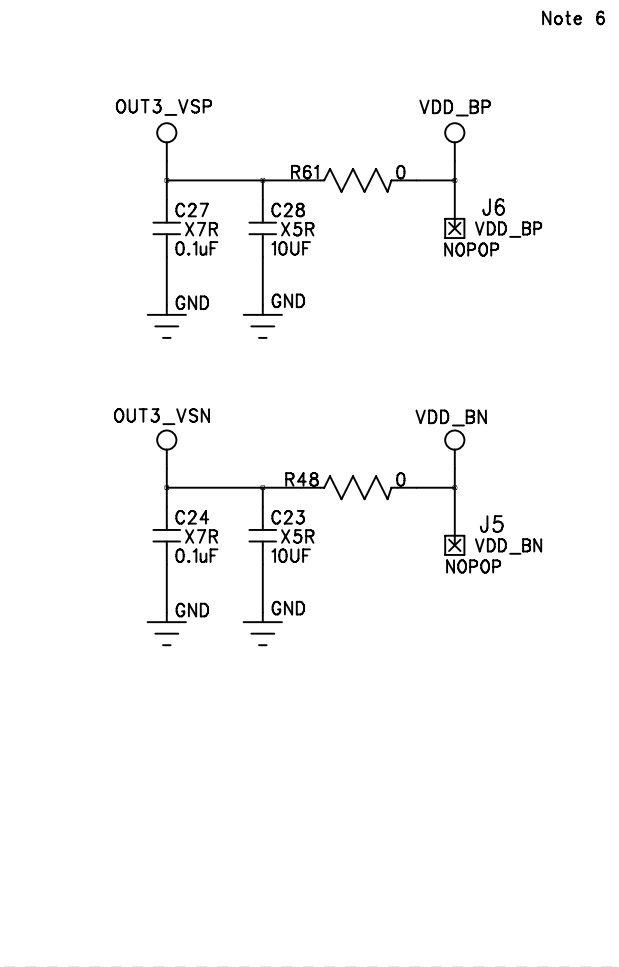 Note 6
OUT3_VSP
VDD_BP
R61
0
C27
X7R
0.1uF
C28
X5R
10UF
J6
VDD_BP
NOPOP
GND
GND
OUT3_VSN
VDD_BN
R48
0
C24
X7R
0.1uF
C23
X5R
10UF
J5
VDD_BN
NOPOP
GND
GND